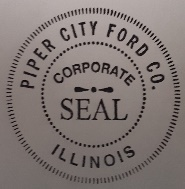 PIPER CITY FORD CO.
CORPORATE
SEAL
ILLINOIS